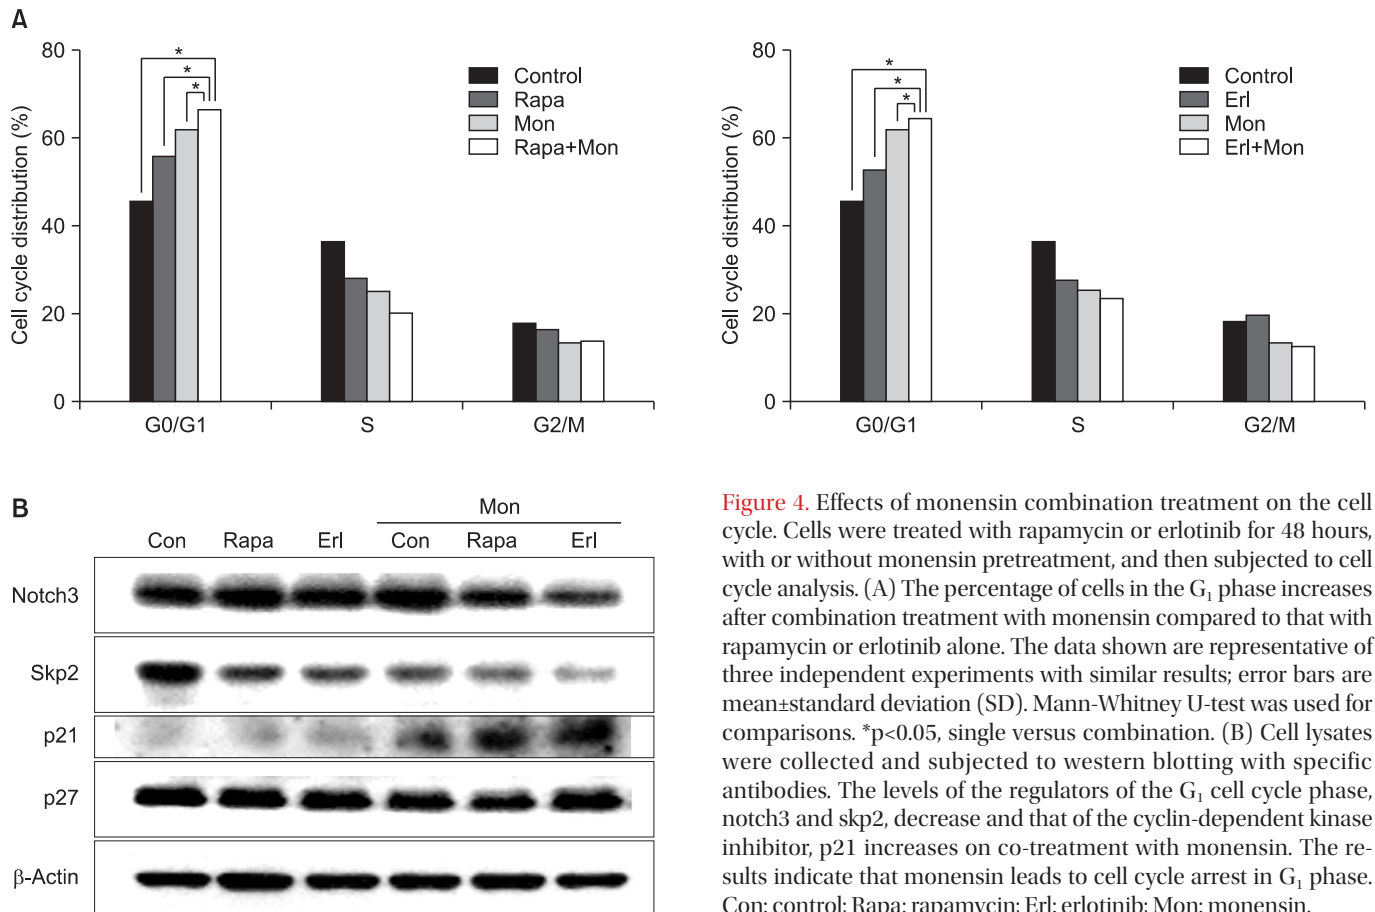 A
80
60
40
20
0
Cell cycle distribution (%)
*
*
*
Control
Rapa
Mon
Rapa+Mon
G0/G1 S G2/M
80
60
40
20
0
Cell cycle distribution (%)
*
*
*
Control
Erl
Mon
Erl+Mon
G0/G1 S G2/M
B
Mon
Con Rapa Erl Con Rapa Erl
Notch3
Skp2
p21
p27
β-Actin
Figure 4. Effects of monensin combination treatment on the cell
cycle. Cells were treated with rapamycin or erlotinib for 48 hours,
with or without monensin pretreatment, and then subjected to cell
cycle analysis. (A) The percentage of cells in the G₁ phase increases
after combination treatment with monensin compared to that with
rapamycin or erlotinib alone. The data shown are representative of
three independent experiments with similar results; error bars are
mean±standard deviation (SD). Mann-Whitney U-test was used for
comparisons. *p<0.05, single versus combination. (B) Cell lysates
were collected and subjected to western blotting with specific
antibodies. The levels of the regulators of the G₁ cell cycle phase,
notch3 and skp2, decrease and that of the cyclin-dependent kinase
inhibitor, p21 increases on co-treatment with monensin. The re-
sults indicate that monensin leads to cell cycle arrest in G₁ phase.
Con: control; Rapa: rapamycin; Erl: erlotinib; Mon: monensin.